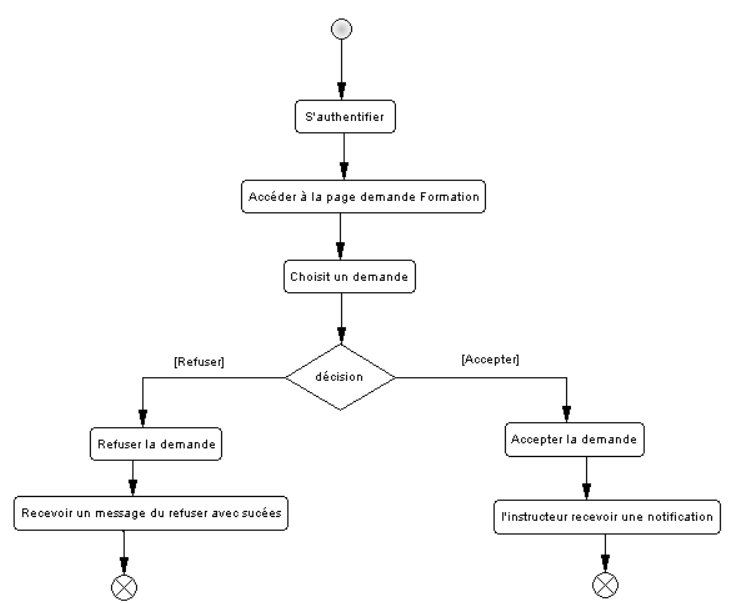 S'authentifier
Accéder à la page demande Formation
Choisit un demande
[Refuser]
[Accepter]
décision
Refuser la demande
Accepter la demande
Recevoir un message du refuser avec sucées
l'instructeur recevoir une notification